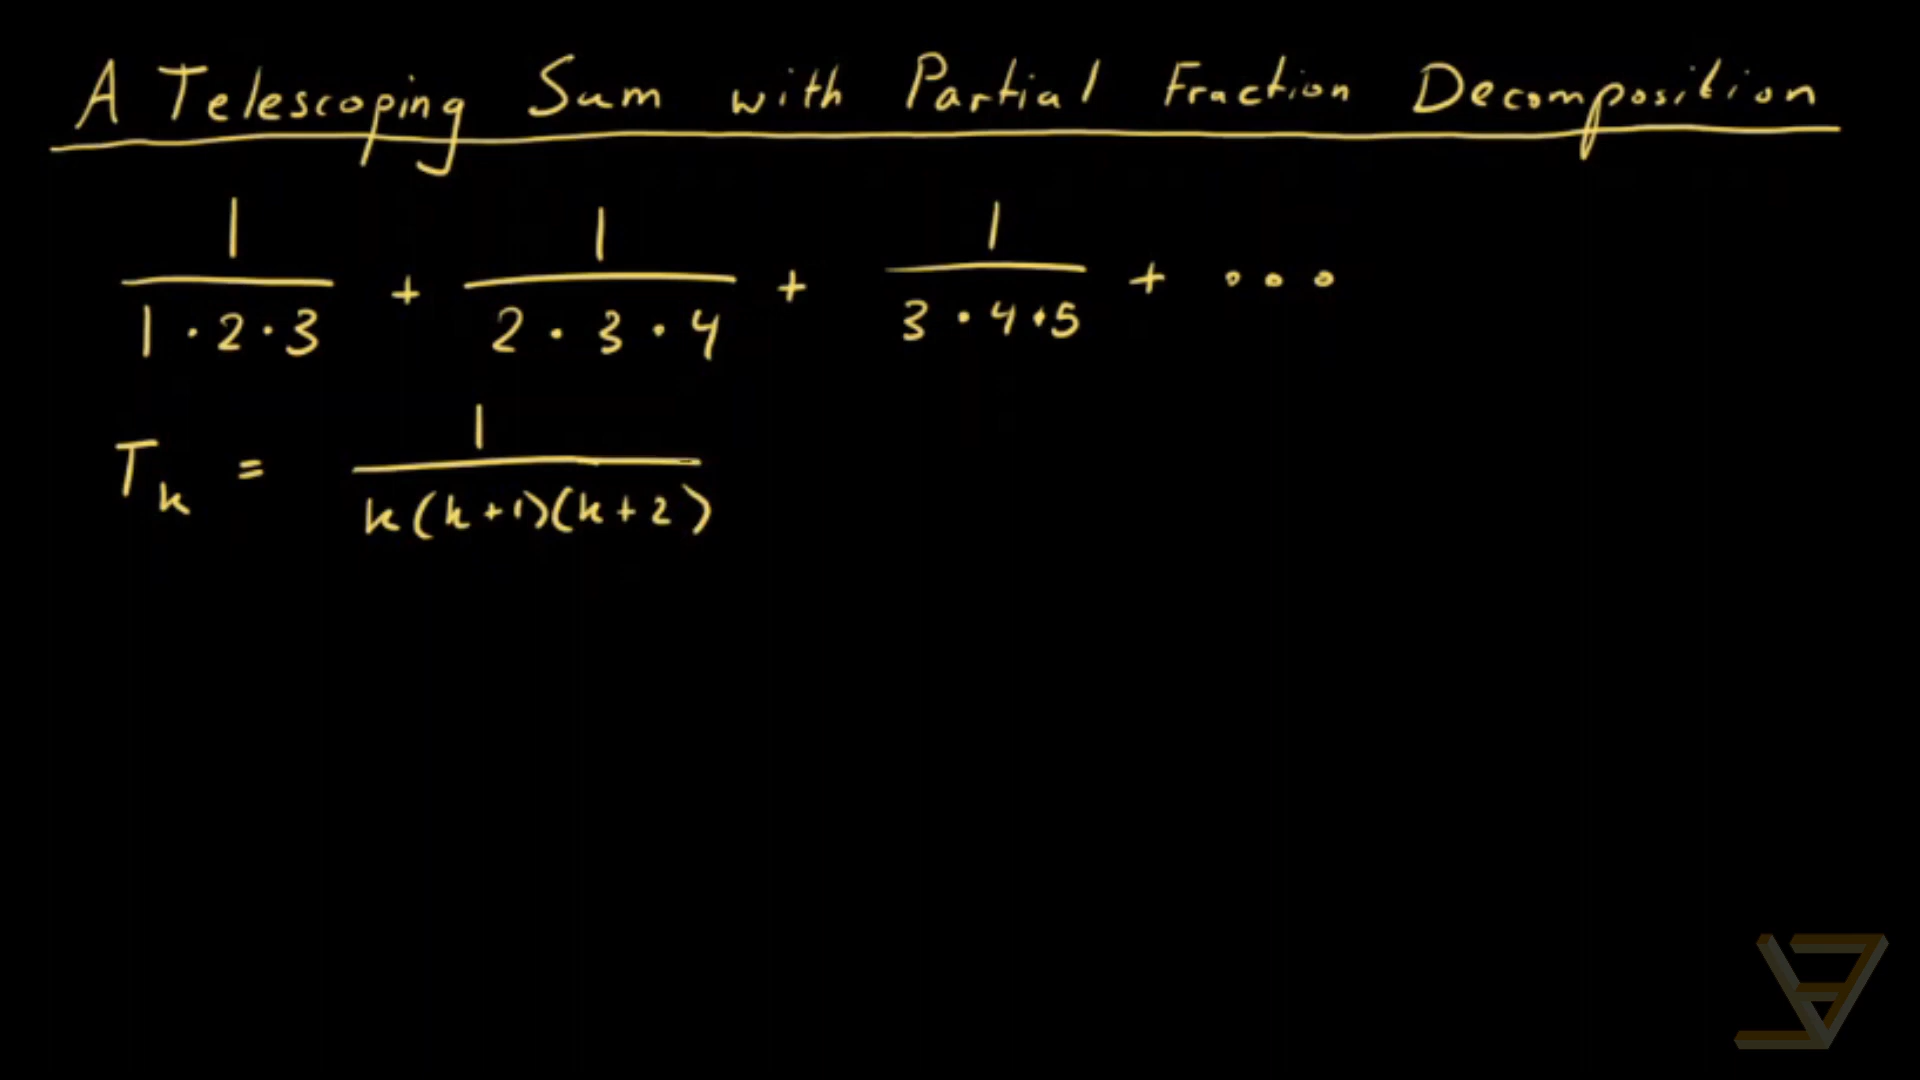 A Telescoping Sum with Partial Fraction Decomposition
1/(1·2·3) + 1/(2·3·4) + 1/(3·4·5) + ...
T_k = 1/(k(k+1)(k+2))